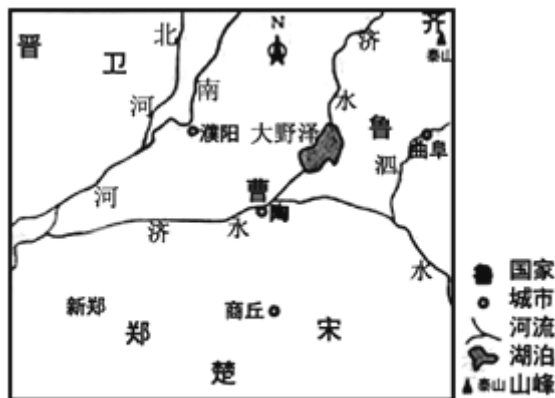 晋
卫
北
河
南
河
N
济
水
齐
泰山
濮阳
大野泽
鲁
泗
曲阜
曹
陶
济
水
水
新郑
郑
商丘
宋
楚
鲁 国家
城市
河流
湖泊
泰山 山峰